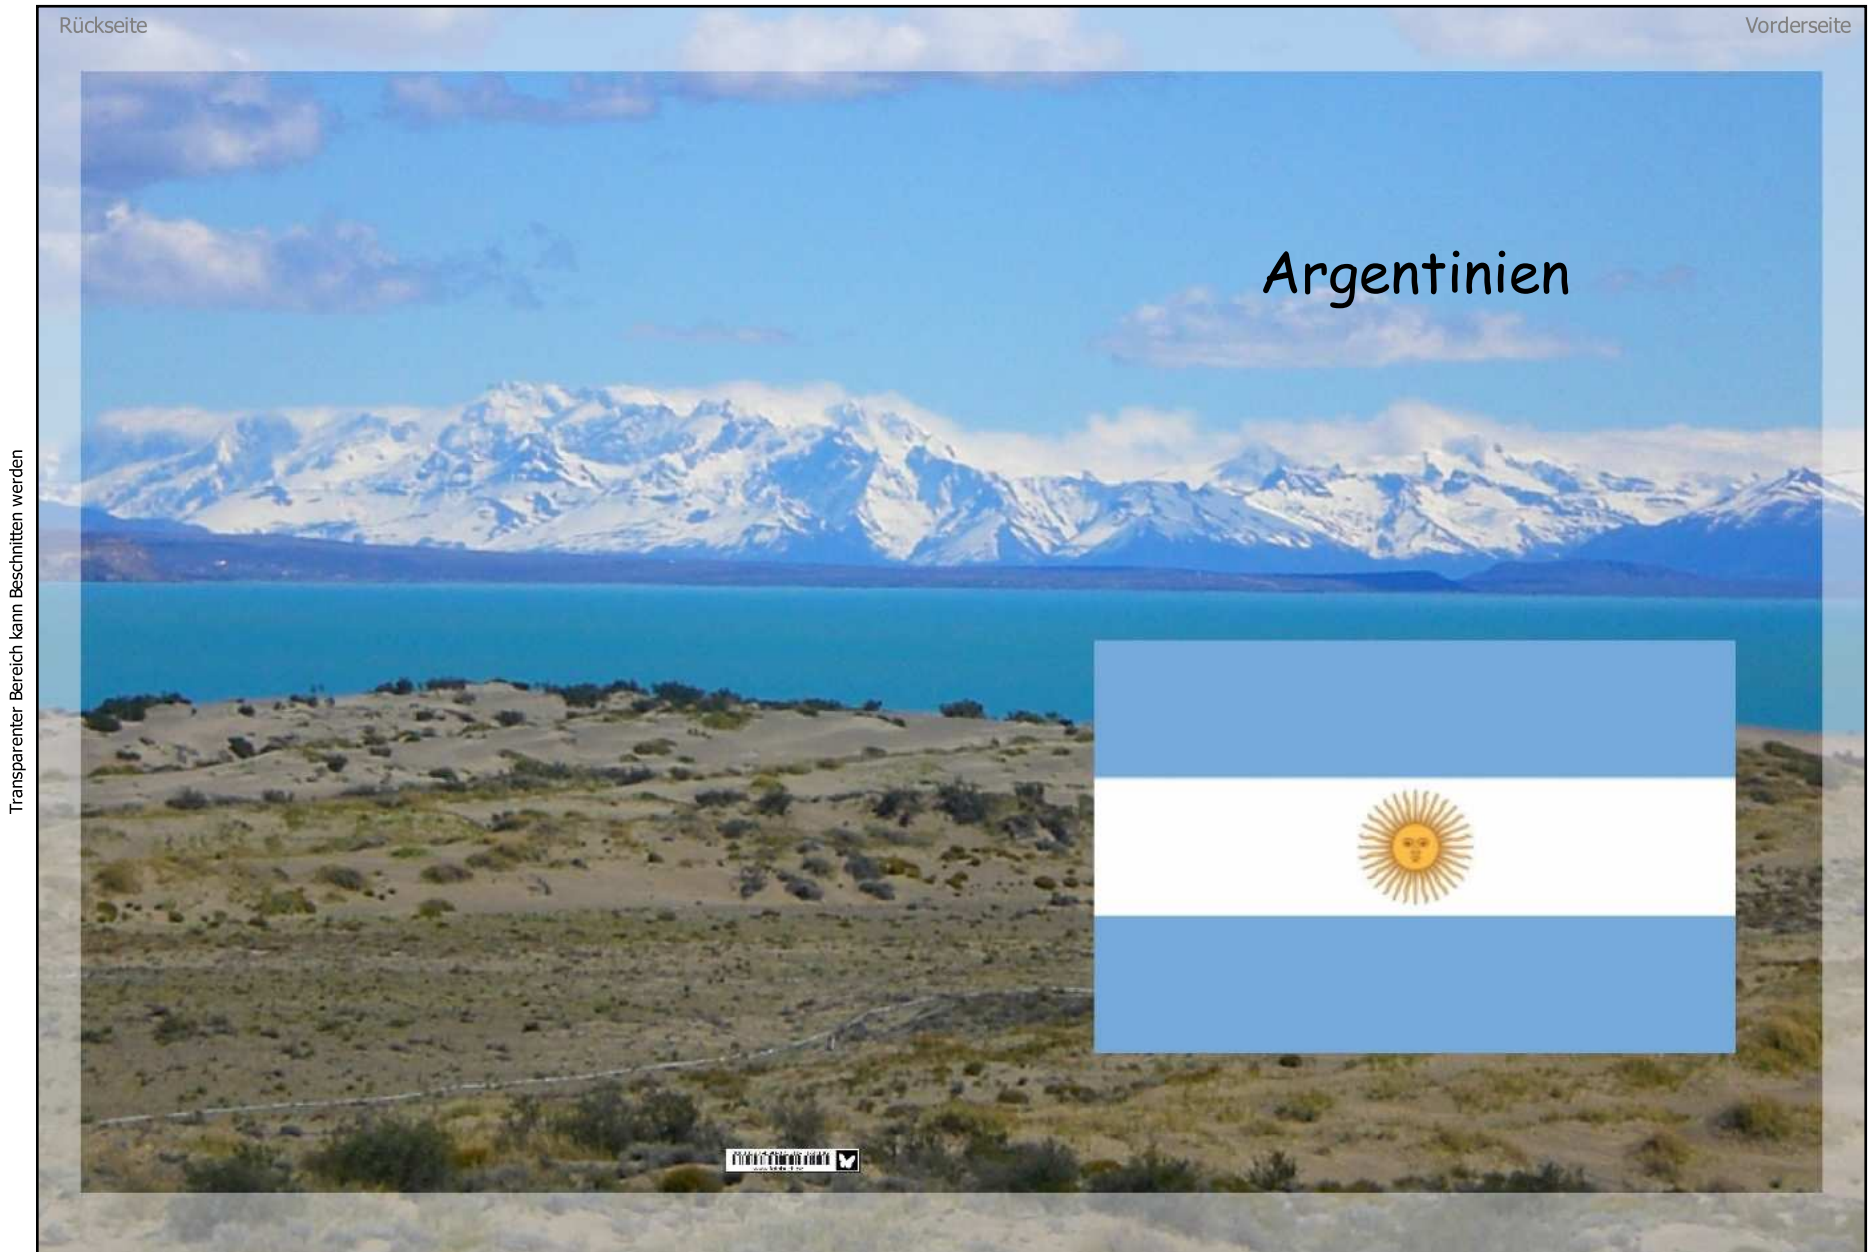 Rückseite
Vorderseite
Argentinien
Transparenter Bereich kann Beschnitten werden